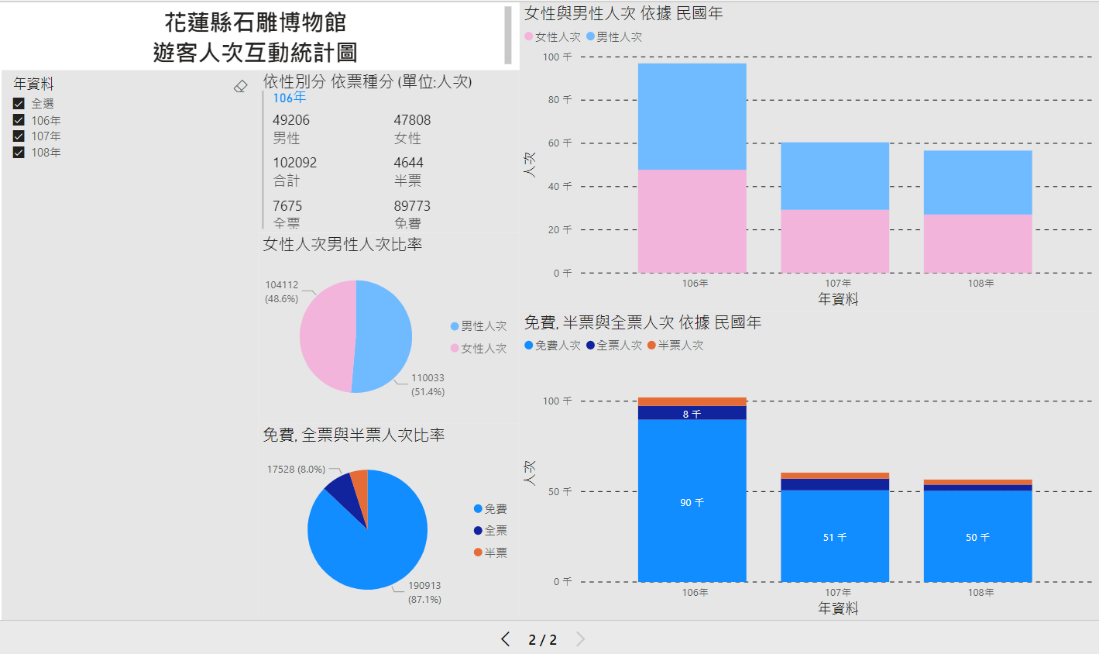 花蓮縣石雕博物館
遊客人次互動統計圖
年資料
全選
106年
107年
108年
依性別分 依票種分 (單位:人次)
106年
49206 47808
男性 女性
102092 4644
合計 半票
7675 89773
全票 免費
女性人次男性人次比率
104112
(48.6%)
男性人次
女性人次
110033
(51.4%)
免費, 全票與半票人次比率
17528 (8.0%)
免費
全票
半票
190913
(87.1%)
女性與男性人次 依據 民國年
女性人次 男性人次
100 千
80 千
60 千
40 千
20 千
0 千
人次
106年 107年 108年
年資料
免費, 半票與全票人次 依據 民國年
免費人次 全票人次 半票人次
100 千
50 千
0 千
人次
8 千
90 千
51 千
50 千
106年 107年 108年
年資料
2 / 2